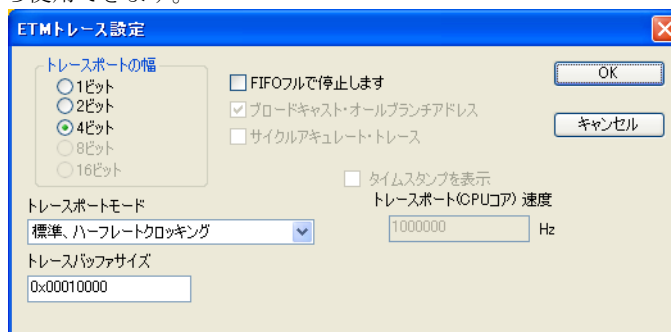 ら使用できます。
ETMトレース設定
トレースポートの幅
1ビット
2ビット
4ビット
8ビット
16ビット
FIFOフルで停止します
ブロードキャスト・オールブランチアドレス
サイクルアキュレート・トレース
OK
キャンセル
タイムスタンプを表示
トレースポート(CPUコア) 速度
1000000 Hz
トレースポートモード
標準、ハーフレートクロッキング
トレースバッファサイズ
0x00010000